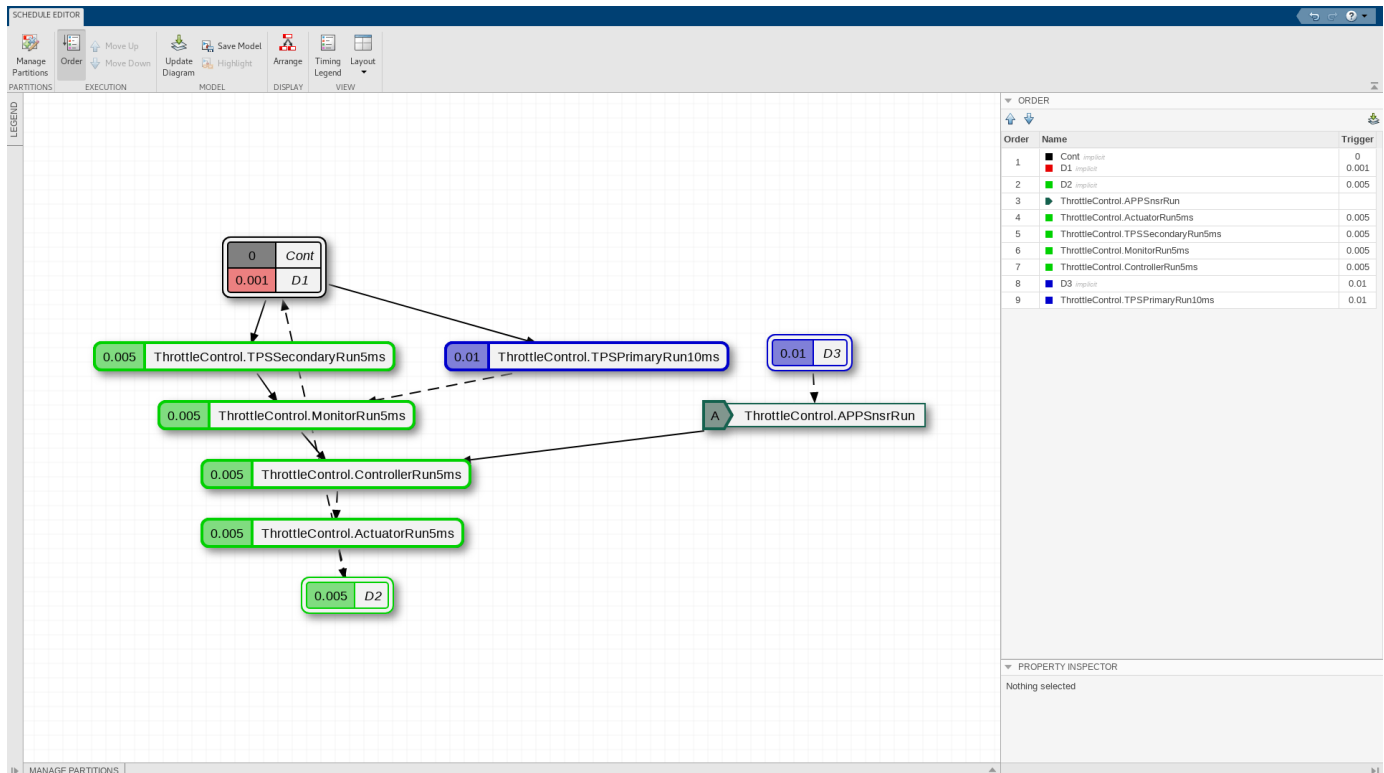 SCHEDULE EDITOR
?
Manage
Partitions
Order
Move Up
Move Down
Update
Diagram
Save Model
Highlight
Arrange
Timing
Legend
Layout
PARTITIONS
EXECUTION
MODEL
DISPLAY
VIEW
LEGEND
0 Cont
0.001 D1
0.005 ThrottleControl.TPSSecondaryRun5ms
0.01 ThrottleControl.TPSPrimaryRun10ms
0.01 D3
0.005 ThrottleControl.MonitorRun5ms
A ThrottleControl.APPSnsrRun
0.005 ThrottleControl.ControllerRun5ms
0.005 ThrottleControl.ActuatorRun5ms
0.005 D2
MANAGE PARTITIONS
ORDER
Order Name Trigger
1 Cont Implicit 0
D1 Implicit 0.001
2 D2 Implicit 0.005
3 ThrottleControl.APPSnsrRun
4 ThrottleControl.ActuatorRun5ms 0.005
5 ThrottleControl.TPSSecondaryRun5ms 0.005
6 ThrottleControl.MonitorRun5ms 0.005
7 ThrottleControl.ControllerRun5ms 0.005
8 D3 Implicit 0.01
9 ThrottleControl.TPSPrimaryRun10ms 0.01
PROPERTY INSPECTOR
Nothing selected